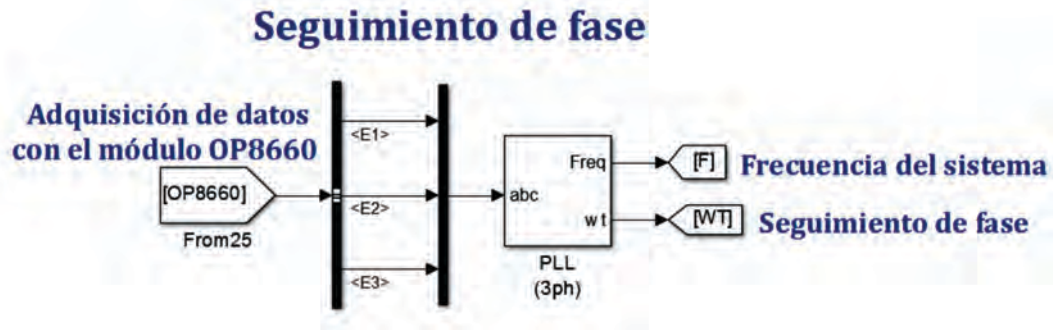 Seguimiento de fase
Adquisición de datos
con el módulo OP8660
[OP8660]
From25
<E1>
<E2>
<E3>
abc
Freq
wt
PLL
(3ph)
[F]
Frecuencia del sistema
[WT]
Seguimiento de fase